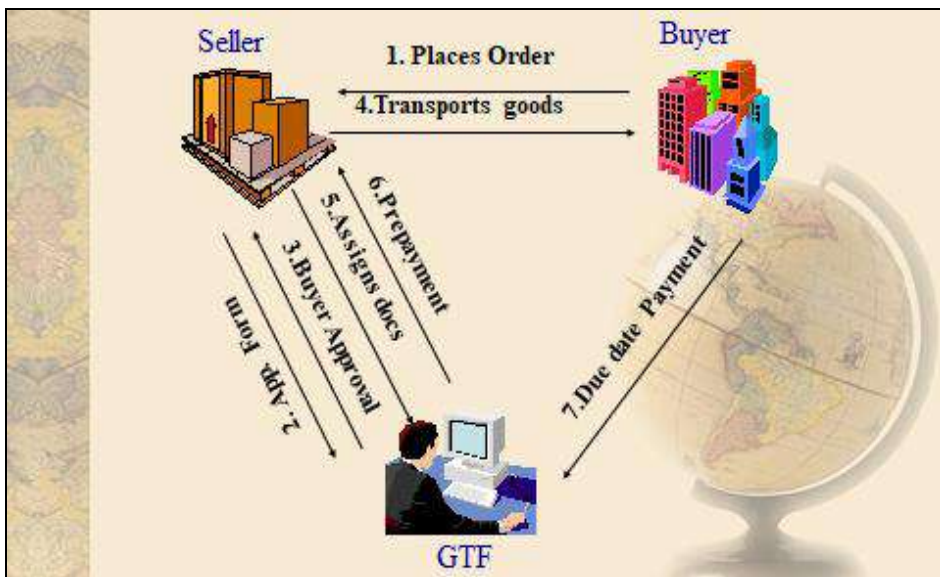 Seller
Buyer
1. Places Order
4.Transports goods
6.Prepayment
5.Assigns docs
3.Buyer Approval
2. App. Form
7.Due date Payment
GTF